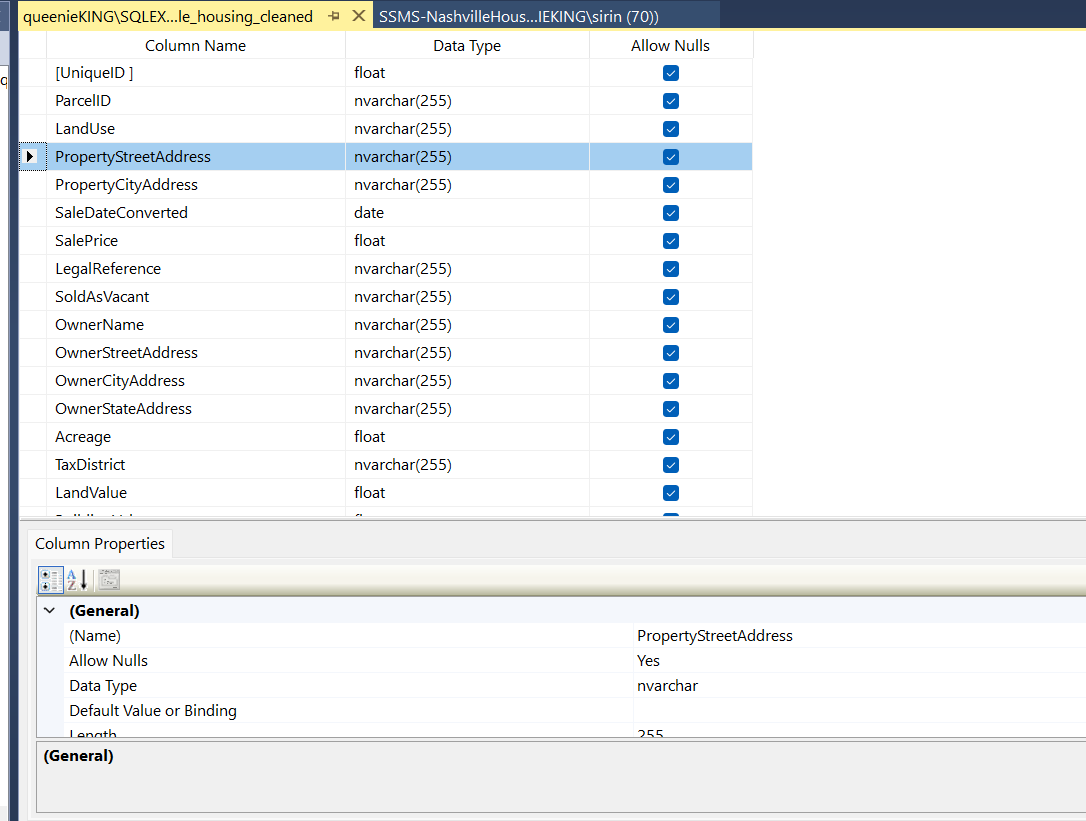 queenieKING\SQLEX...le_housing_cleaned SSMS-NashvilleHous...IEKING\sirin (70))
Column Name Data Type Allow Nulls
[UniqueID ] float
ParcelID nvarchar(255)
LandUse nvarchar(255)
PropertyStreetAddress nvarchar(255)
PropertyCityAddress nvarchar(255)
SaleDateConverted date
SalePrice float
LegalReference nvarchar(255)
SoldAsVacant nvarchar(255)
OwnerName nvarchar(255)
OwnerStreetAddress nvarchar(255)
OwnerCityAddress nvarchar(255)
OwnerStateAddress nvarchar(255)
Acreage float
TaxDistrict nvarchar(255)
LandValue float
Column Properties
(General)
(Name) PropertyStreetAddress
Allow Nulls Yes
Data Type nvarchar
Default Value or Binding
Length 255
(General)